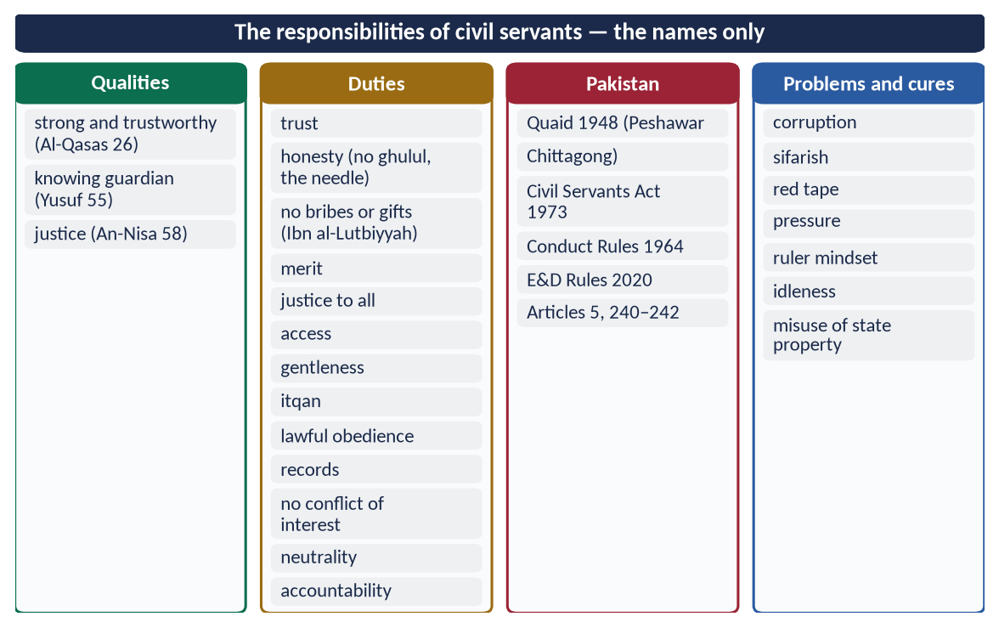 The responsibilities of civil servants — the names only
Qualities
strong and trustworthy
(Al-Qasas 26)
knowing guardian
(Yusuf 55)
justice (An-Nisa 58)
Duties
trust
honesty (no ghulul,
the needle)
no bribes or gifts
(Ibn al-Lutbiyyah)
merit
justice to all
access
gentleness
itqan
lawful obedience
records
no conflict of
interest
neutrality
accountability
Pakistan
Quaid 1948 (Peshawar
Chittagong)
Civil Servants Act
1973
Conduct Rules 1964
E&D Rules 2020
Articles 5, 240–242
Problems and cures
corruption
sifarish
red tape
pressure
ruler mindset
idleness
misuse of state
property